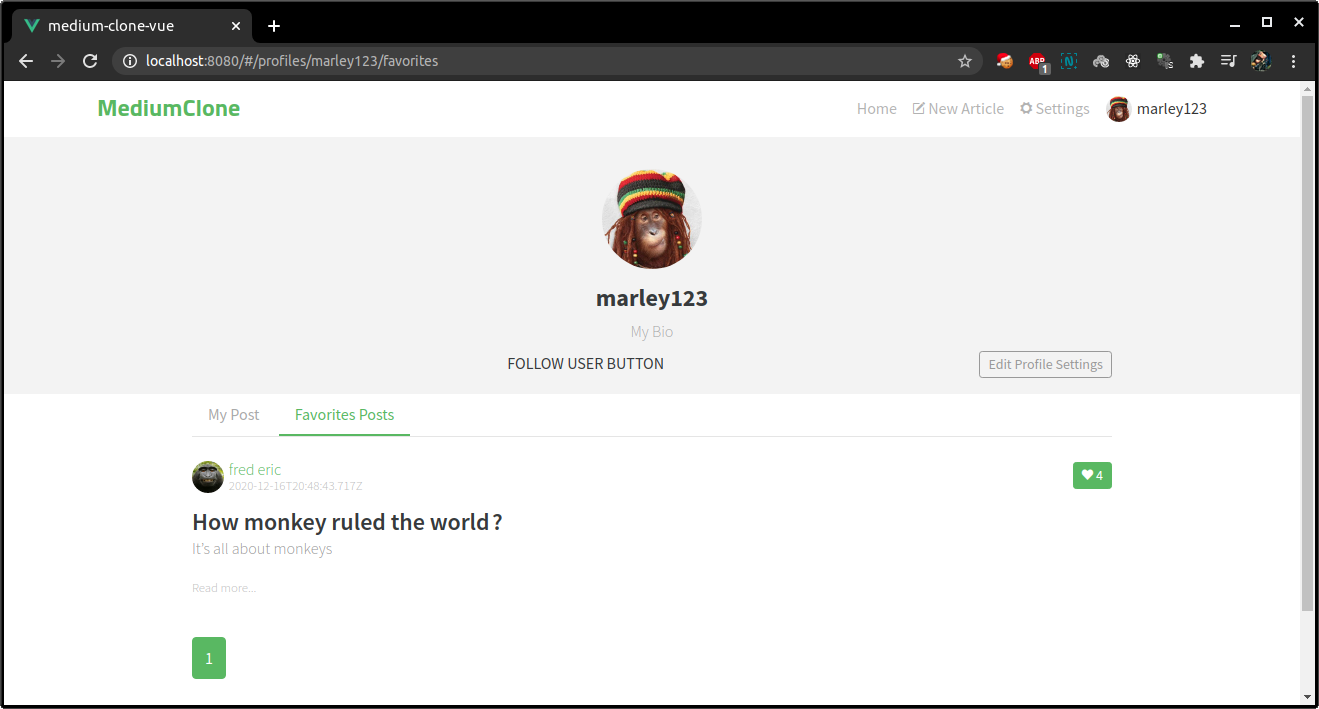 medium-clone-vue
localhost:8080/#/profiles/marley123/favorites
ABP
1
N
MediumClone
Home
New Article
Settings
marley123
marley123
My Bio
FOLLOW USER BUTTON
Edit Profile Settings
My Post
Favorites Posts
fred eric
2020-12-16T20:48:43.717Z
4
How monkey ruled the world ?
It's all about monkeys
Read more...
1